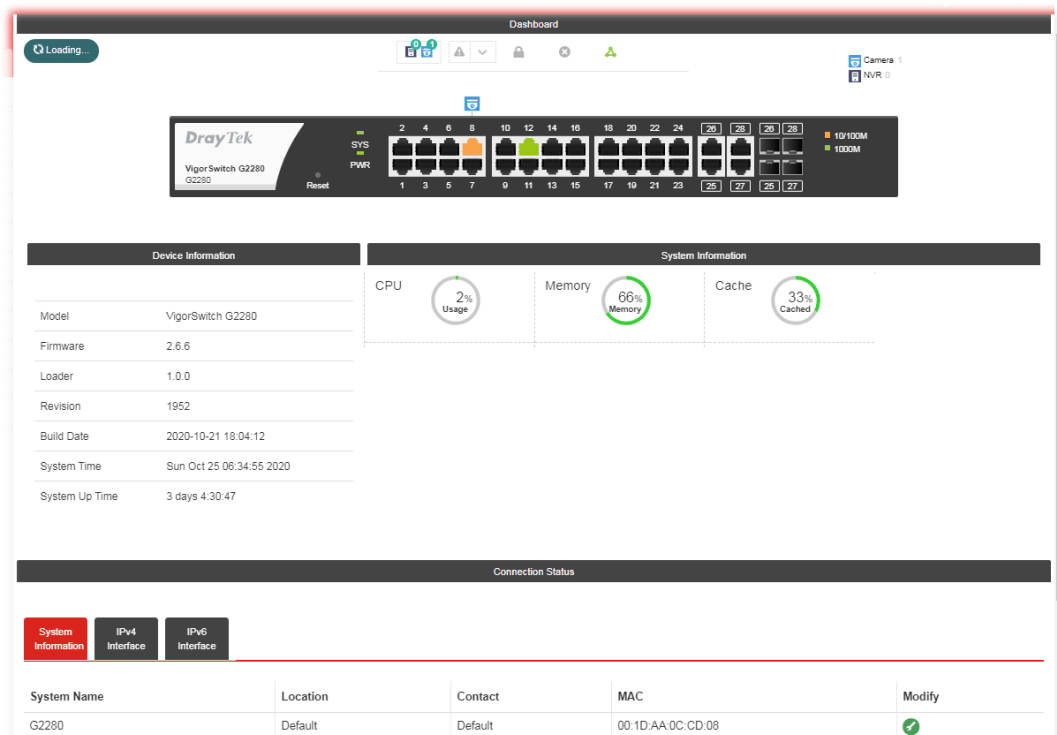 Dashboard
Loading...
0 1
Camera 1
NVR 0
DrayTek
VigorSwitch G2280
G2280
Reset
SYS
PWR
2 4 6 8 10 12 14 16 18 20 22 24 26 28 26 28
1 3 5 7 9 11 13 15 17 19 21 23 25 27 25 27
10/100M
1000M
Device Information
Model VigorSwitch G2280
Firmware 2.6.6
Loader 1.0.0
Revision 1952
Build Date 2020-10-21 18:04:12
System Time Sun Oct 25 06:34:55 2020
System Up Time 3 days 4:30:47
System Information
CPU 2% Usage
Memory 66% Memory
Cache 33% Cached
Connection Status
System Information
IPv4 Interface
IPv6 Interface
System Name Location Contact MAC Modify
G2280 Default Default 00:1D:AA:0C:CD:08